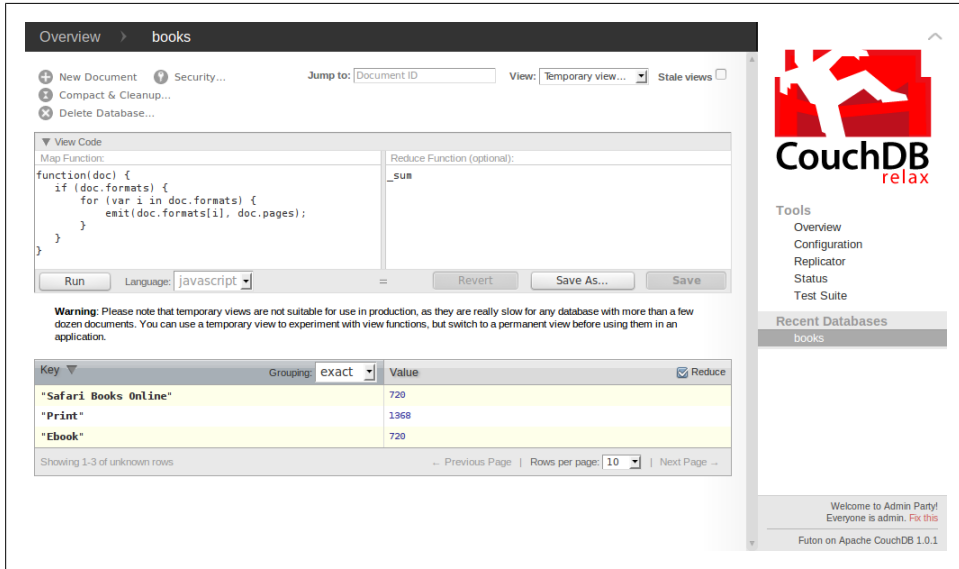 Overview books
New Document Security... Jump to: Document ID View: Temporary view... Stale views
Compact & Cleanup...
Delete Database...
View Code
Map Function: Reduce Function (optional):
function(doc) { _sum
if (doc.formats) {
for (var i in doc.formats) {
emit(doc.formats[i], doc.pages);
}
}
}
Run Language: javascript = Revert Save As... Save
Warning: Please note that temporary views are not suitable for use in production, as they are really slow for any database with more than a few
dozen documents. You can use a temporary view to experiment with view functions, but switch to a permanent view before using them in an
application.
Key Grouping: exact Value Reduce
"Safari Books Online" 720
"Print" 1368
"Ebook" 720
Showing 1-3 of unknown rows ← Previous Page | Rows per page: 10 | Next Page →
CouchDB
relax
Tools
Overview
Configuration
Replicator
Status
Test Suite
Recent Databases
books
Welcome to Admin Party!
Everyone is admin. Fix this
Futon on Apache CouchDB 1.0.1